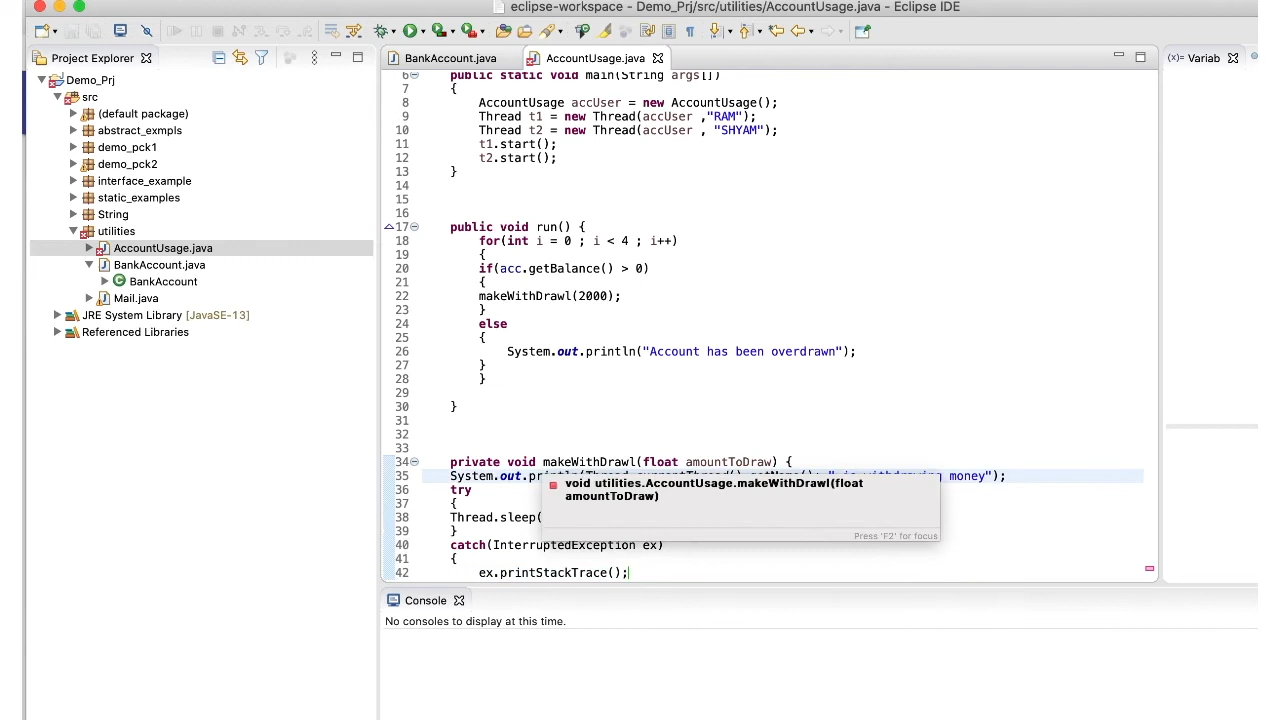 eclipse-workspace - Demo_Prj/src/utilities/AccountUsage.java - Eclipse IDE
Project Explorer
Demo_Prj
src
(default package)
abstract_exmpls
demo_pck1
demo_pck2
interface_example
static_examples
String
utilities
AccountUsage.java
BankAccount.java
BankAccount
Mail.java
JRE System Library [JavaSE-13]
Referenced Libraries
BankAccount.java
AccountUsage.java
6 public static void main(String args[])
7 {
8 AccountUsage accUser = new AccountUsage();
9 Thread t1 = new Thread(accUser ,"RAM");
10 Thread t2 = new Thread(accUser , "SHYAM");
11 t1.start();
12 t2.start();
13 }
14
15
16
17 public void run() {
18 for(int i = 0 ; i < 4 ; i++)
19 {
20 if(acc.getBalance() > 0)
21 {
22 makeWithDrawl(2000);
23 }
24 else
25 {
26 System.out.println("Account has been overdrawn");
27 }
28 }
29
30 }
31
32
33
34 private void makeWithDrawl(float amountToDraw) {
35 System.out.println(Thread.currentThread().getName()+ " is withdrawing money");
36 try
37 {
38 Thread.sleep(
39 }
40 catch(InterruptedException ex)
41 {
42 ex.printStackTrace();
void utilities.AccountUsage.makeWithDrawl(float
amountToDraw)
Press 'F2' for focus
(x)= Variab
Console
No consoles to display at this time.